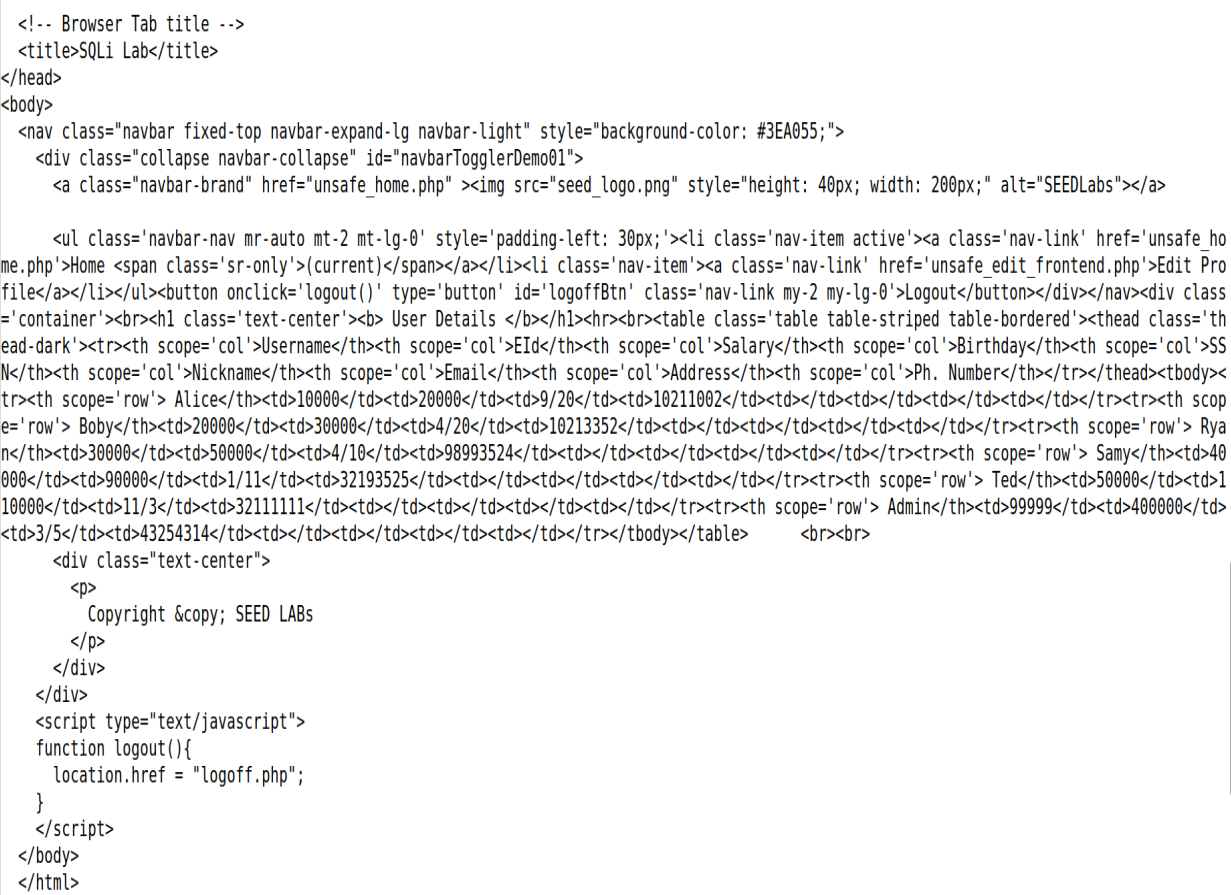 <!-- Browser Tab title -->
<title>SQLi Lab</title>
</head>
<body>
<nav class="navbar fixed-top navbar-expand-lg navbar-light" style="background-color: #3EA055;">
<div class="collapse navbar-collapse" id="navbarTogglerDemo01">
<a class="navbar-brand" href="unsafe_home.php" ><img src="seed_logo.png" style="height: 40px; width: 200px;" alt="SEEDLabs"></a>
<ul class='navbar-nav mr-auto mt-2 mt-lg-0' style='padding-left: 30px;'><li class='nav-item active'><a class='nav-link' href='unsafe_ho
me.php'>Home <span class='sr-only'>(current)</span></a></li><li class='nav-item'><a class='nav-link' href='unsafe_edit_frontend.php'>Edit Pro
file</a></li></ul><button onclick='logout()' type='button' id='logoffBtn' class='nav-link my-2 my-lg-0'>Logout</button></div></nav><div class
='container'><br><h1 class='text-center'><b> User Details </b></h1><hr><br><table class='table table-striped table-bordered'><thead class='th
ead-dark'><tr><th scope='col'>Username</th><th scope='col'>EId</th><th scope='col'>Salary</th><th scope='col'>Birthday</th><th scope='col'>SS
N</th><th scope='col'>Nickname</th><th scope='col'>Email</th><th scope='col'>Address</th><th scope='col'>Ph. Number</th></tr></thead><tbody><
tr><th scope='row'> Alice</th><td>10000</td><td>20000</td><td>9/20</td><td>10211002</td><td></td><td></td><td></td><td></td></tr><tr><th scop
e='row'> Boby</th><td>20000</td><td>30000</td><td>4/20</td><td>10213352</td><td></td><td></td><td></td><td></td></tr><tr><th scope='row'> Rya
n</th><td>30000</td><td>50000</td><td>4/10</td><td>98993524</td><td></td><td></td><td></td><td></td></tr><tr><th scope='row'> Samy</th><td>40
000</td><td>90000</td><td>1/11</td><td>32193525</td><td></td><td></td><td></td><td></td></tr><tr><th scope='row'> Ted</th><td>50000</td><td>1
10000</td><td>11/3</td><td>32111111</td><td></td><td></td><td></td><td></td></tr><tr><th scope='row'> Admin</th><td>99999</td><td>400000</td>
<td>3/5</td><td>43254314</td><td></td><td></td><td></td><td></td></tr></tbody></table>      <br><br>
<div class="text-center">
<p>
Copyright &copy; SEED LABs
</p>
</div>
</div>
<script type="text/javascript">
function logout(){
location.href = "logoff.php";
}
</script>
</body>
</html>